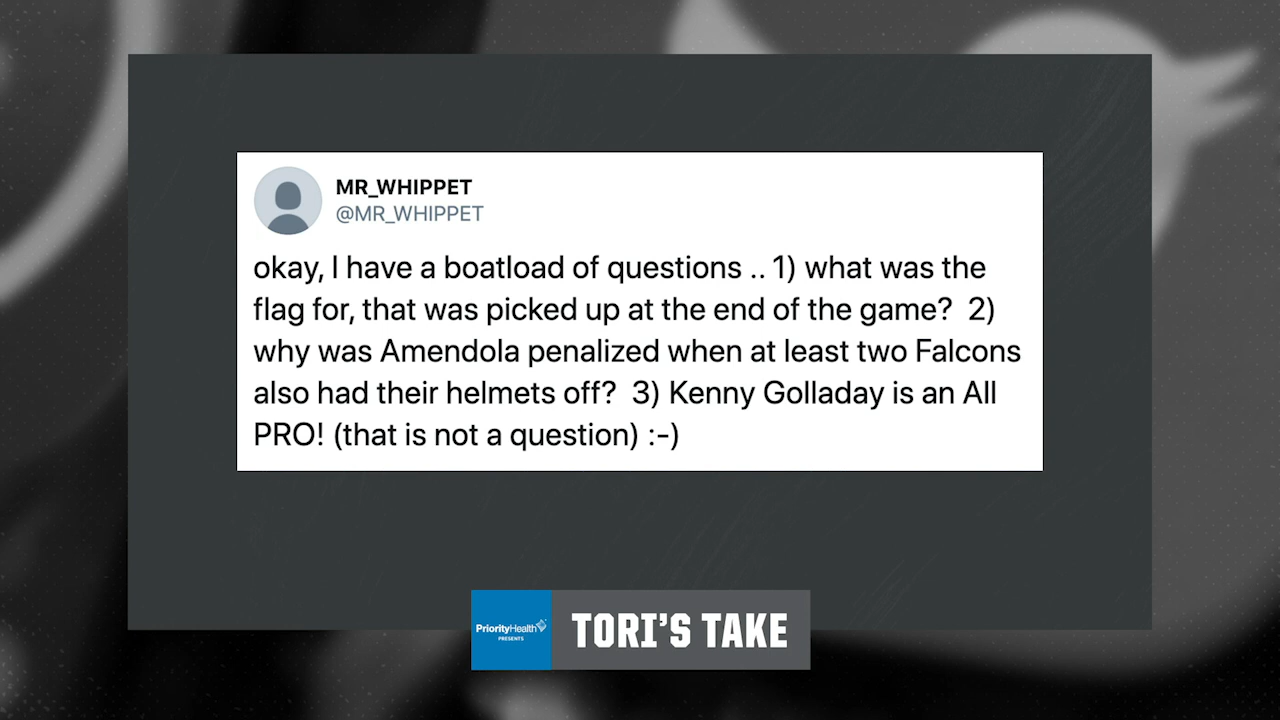 MR_WHIPPET
@MR_WHIPPET
okay, I have a boatload of questions .. 1) what was the
flag for, that was picked up at the end of the game?  2)
why was Amendola penalized when at least two Falcons
also had their helmets off?  3) Kenny Golladay is an All
PRO! (that is not a question) :-)
PriorityHealth
PRESENTS
TORI'S TAKE